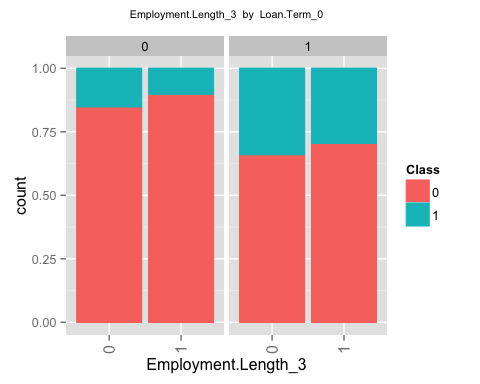 Employment.Length_3 by Loan.Term_0
0 1
1.00
0.75
0.50
0.25
0.00
count
0 1 0 1
Employment.Length_3
Class
0
1